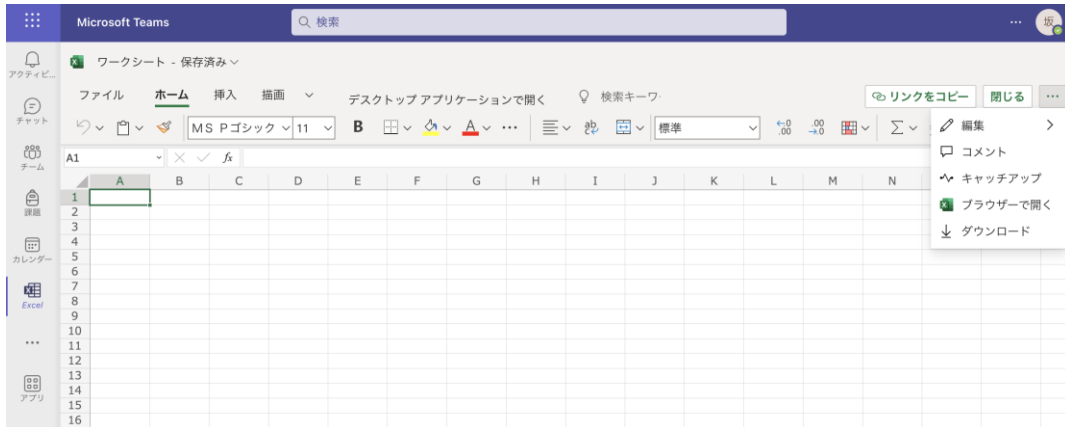 Microsoft Teams
検索
坂
アクティビ...
チャット
チーム
課題
カレンダー
Excel
アプリ
ワークシート - 保存済み
ファイル ホーム 挿入 描画 デスクトップ アプリケーションで開く 検索キーワ
リンクをコピー 閉じる ...
MS Pゴシック 11 B A ... ab 標準
A1 fx
A B C D E F G H I J K L M N
1
2
3
4
5
6
7
8
9
10
11
12
13
14
15
16
編集
コメント
キャッチアップ
ブラウザーで開く
ダウンロード